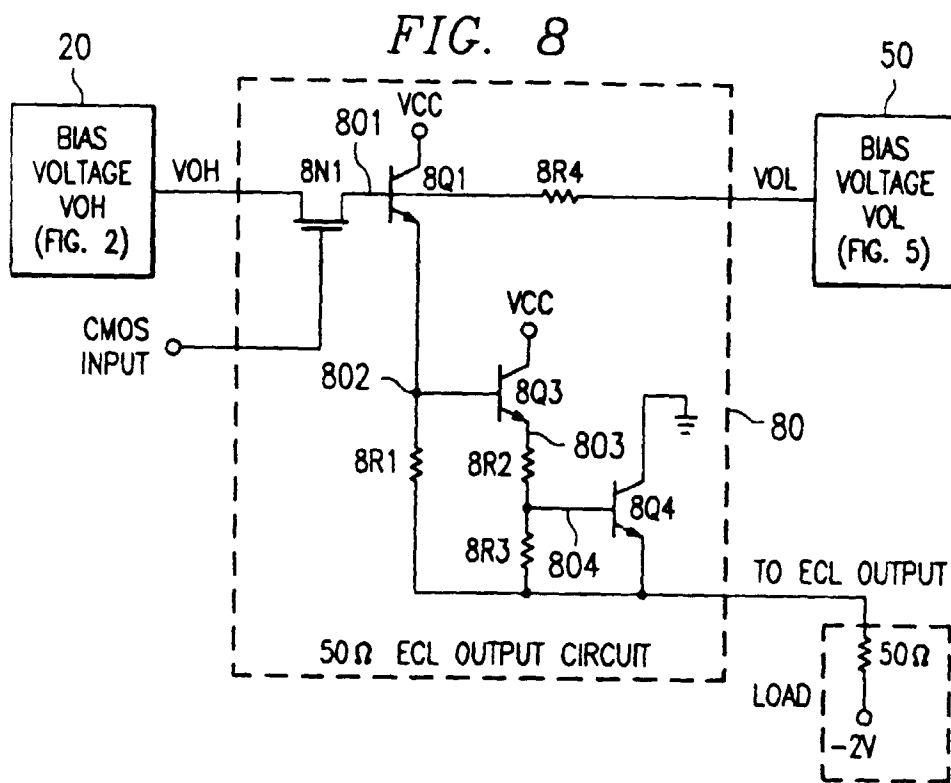 FIG. 8
20
50
BIAS
VOLTAGE
VOH
(FIG. 2)
VOH
8N1
801
VCC
8Q1
8R4
VOL
BIAS
VOLTAGE
VOL
(FIG. 5)
CMOS
INPUT
VCC
802
8Q3
803
80
8R1
8R2
8Q4
8R3
804
TO ECL OUTPUT
50Ω ECL OUTPUT CIRCUIT
50Ω
LOAD
-2V